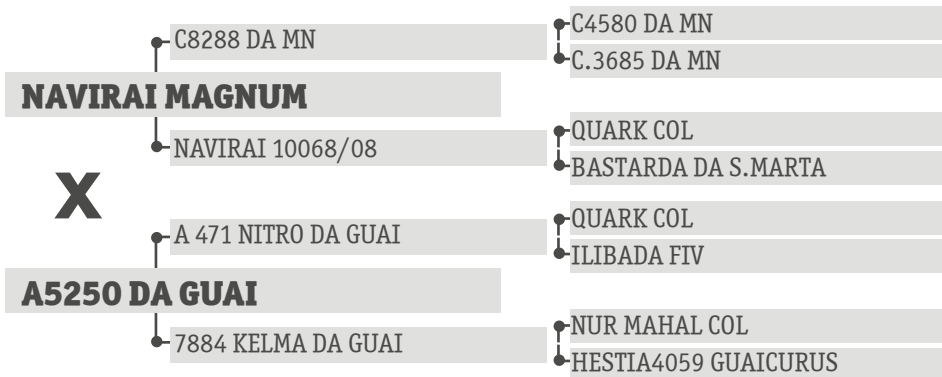 C8288 DA MN
C4580 DA MN
C.3685 DA MN
NAVIRAI MAGNUM
NAVIRAI 10068/08
QUARK COL
BASTARDA DA S.MARTA
X
A 471 NITRO DA GUAI
QUARK COL
ILIBADA FIV
A5250 DA GUAI
7884 KELMA DA GUAI
NUR MAHAL COL
HESTIA4059 GUAICURUS